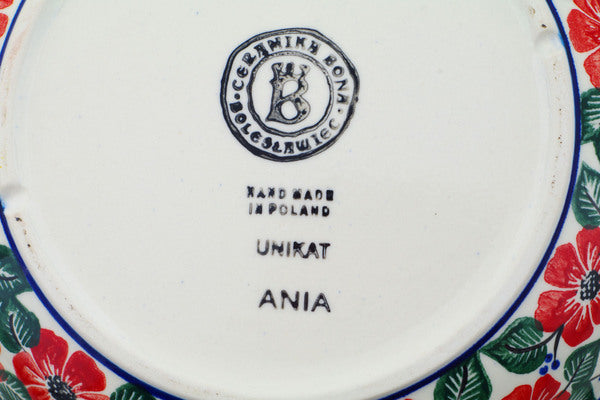 CERAMIKA BONA
BOLESŁAWIEC
B
HAND MADE
IN POLAND
UNIKAT
ANIA